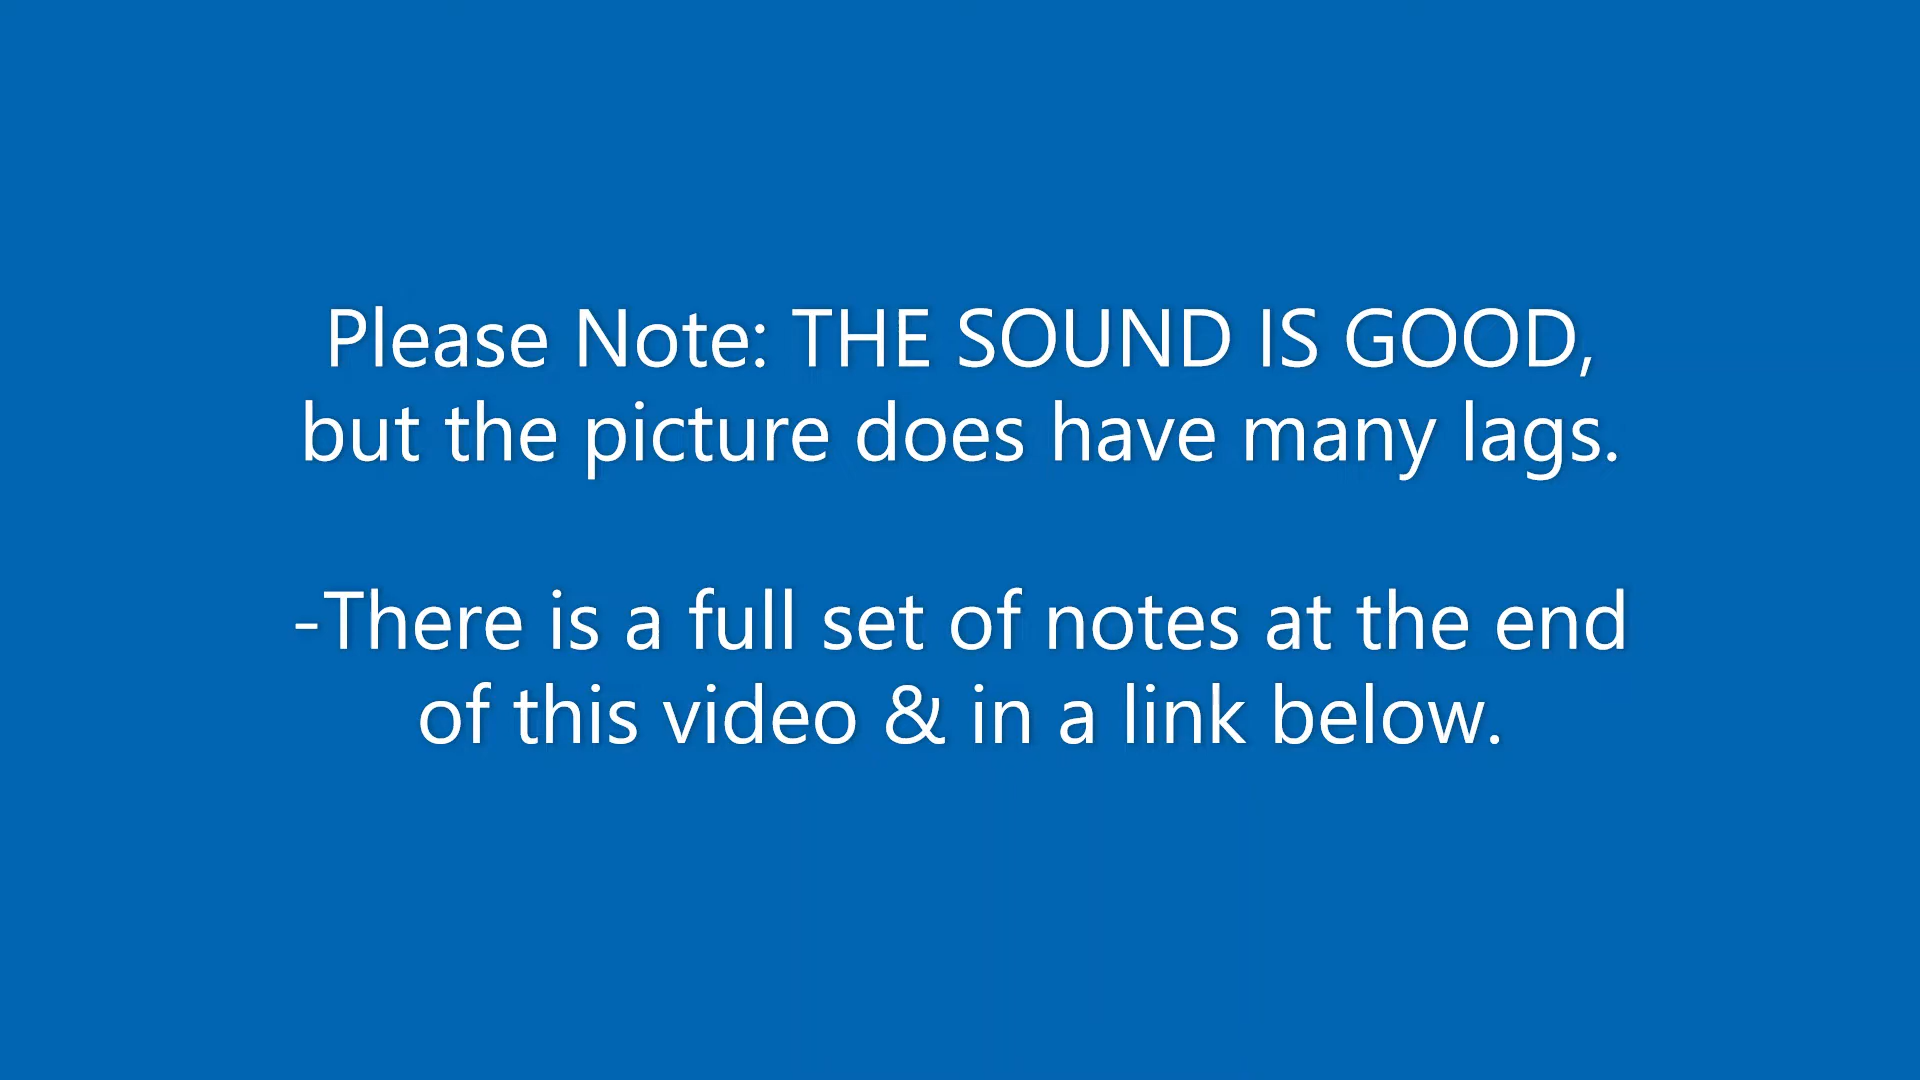 Please Note: THE SOUND IS GOOD,
but the picture does have many lags.
-There is a full set of notes at the end
of this video & in a link below.